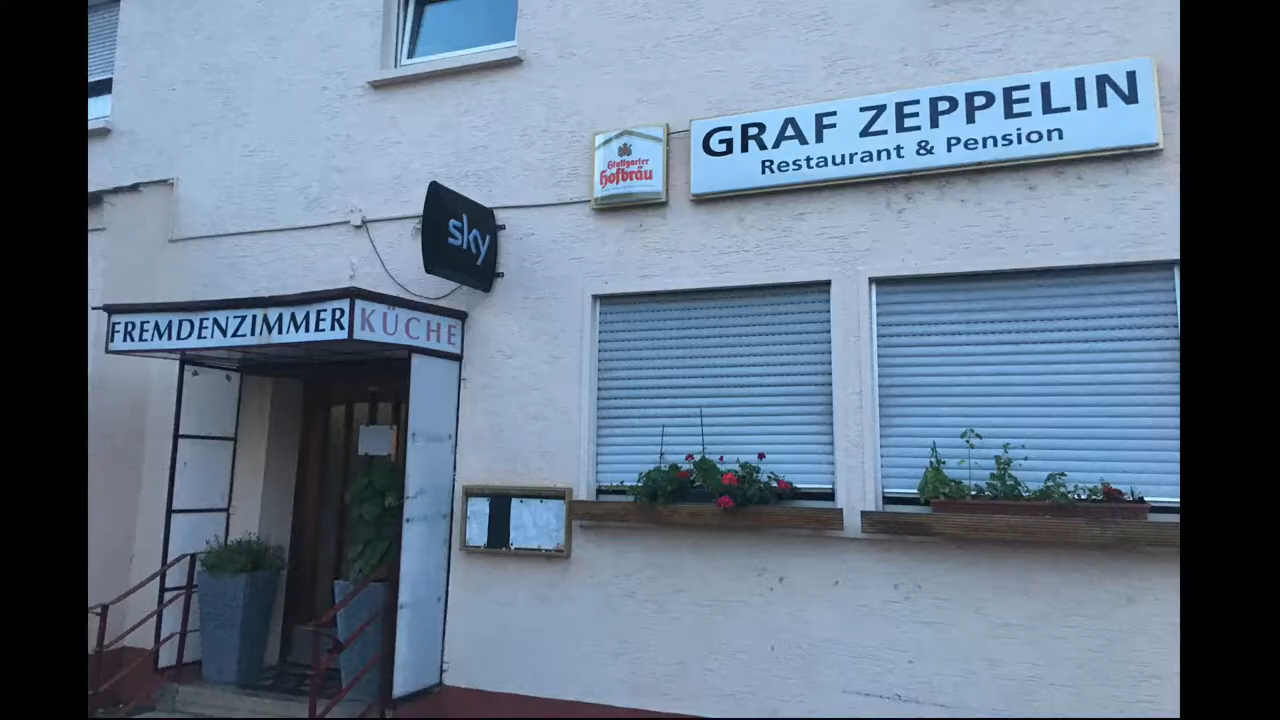 GRAF ZEPPELIN
Restaurant & Pension
Stuttgarter
Hofbräu
sky
FREMDENZIMMER
KÜCHE